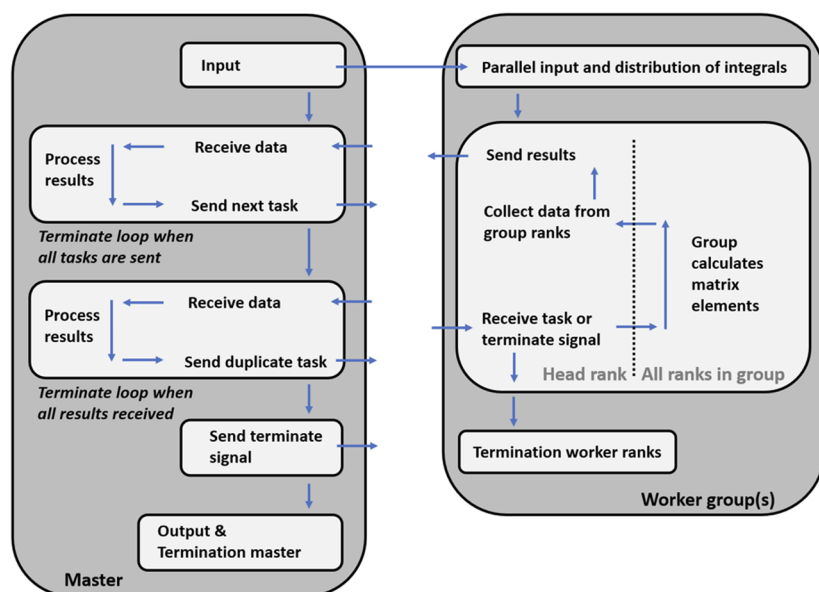 Input
Receive data
Process
results
Send next task
Terminate loop when
all tasks are sent
Receive data
Process
results
Send duplicate task
Terminate loop when
all results received
Send terminate
signal
Output &
Termination master
Master
Parallel input and distribution of integrals
Send results
Collect data from
group ranks
Group
calculates
matrix
elements
Receive task or
terminate signal
Head rank
All ranks in group
Termination worker ranks
Worker group(s)